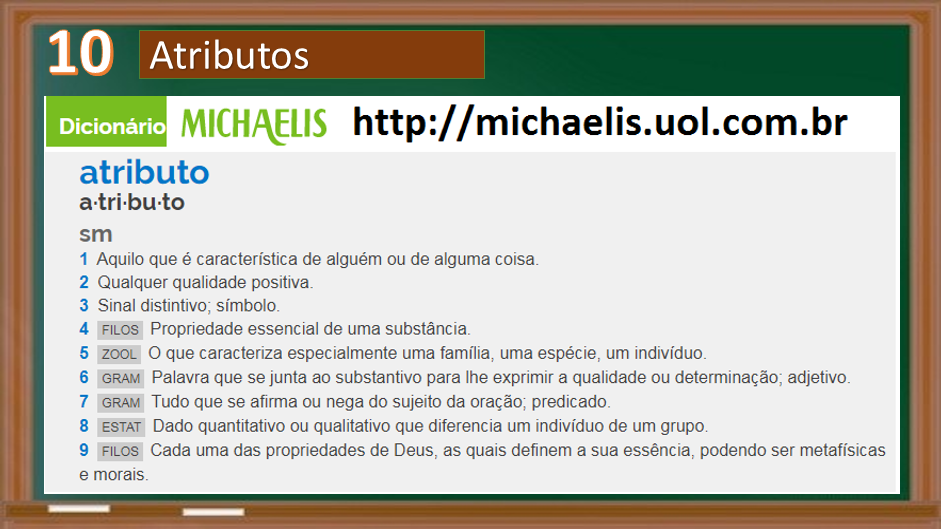 10 Atributos
Dicionário MICHAELIS http://michaelis.uol.com.br
atributo
a·tri·bu·to
sm
1 Aquilo que é característica de alguém ou de alguma coisa.
2 Qualquer qualidade positiva.
3 Sinal distintivo; símbolo.
4 FILOS Propriedade essencial de uma substância.
5 ZOOL O que caracteriza especialmente uma família, uma espécie, um indivíduo.
6 GRAM Palavra que se junta ao substantivo para lhe exprimir a qualidade ou determinação; adjetivo.
7 GRAM Tudo que se afirma ou nega do sujeito da oração; predicado.
8 ESTAT Dado quantitativo ou qualitativo que diferencia um indivíduo de um grupo.
9 FILOS Cada uma das propriedades de Deus, as quais definem a sua essência, podendo ser metafísicas
e morais.